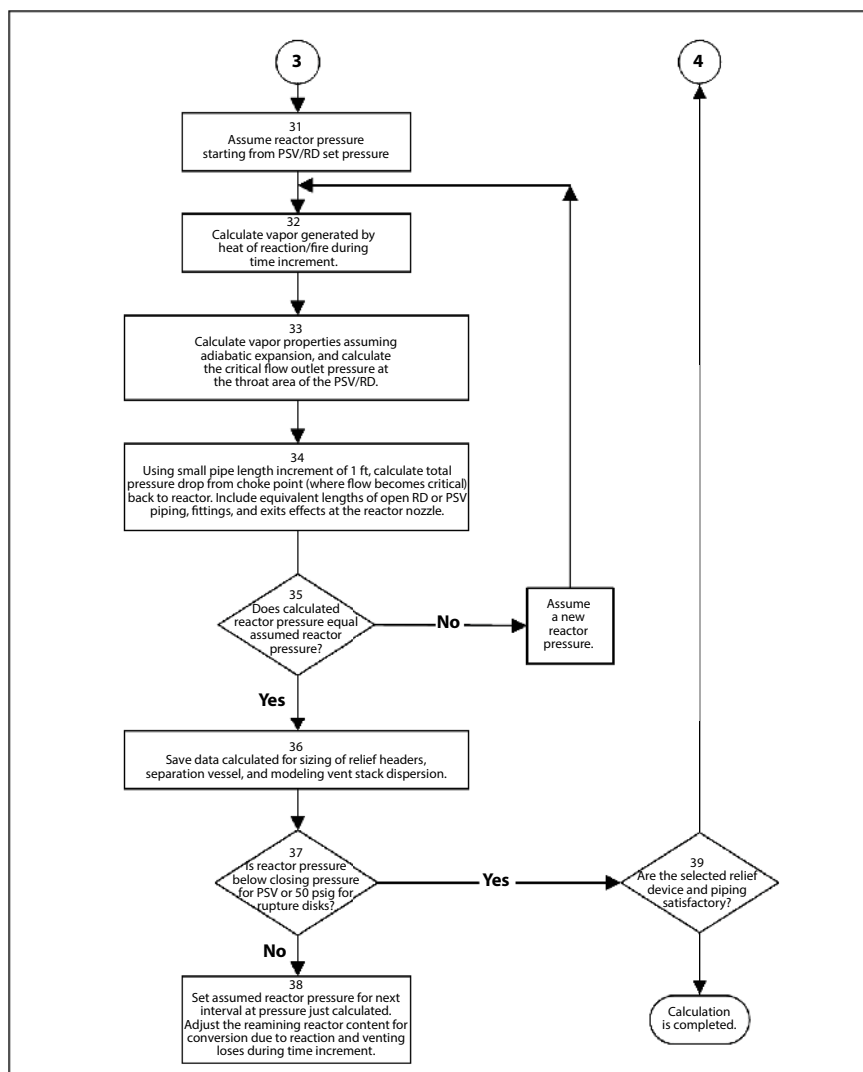 3
4
31
Assume reactor pressure
starting from PSV/RD set pressure
32
Calculate vapor generated by
heat of reaction/fire during
time increment.
33
Calculate vapor properties assuming
adiabatic expansion, and calculate
the critical flow outlet pressure at
the throat area of the PSV/RD.
34
Using small pipe length increment of 1 ft, calculate total
pressure drop from choke point (where flow becomes critical)
back to reactor. Include equivalent lengths of open RD or PSV
piping, fittings, and exits effects at the reactor nozzle.
35
Does calculated
reactor pressure equal
assumed reactor
pressure?
No
Assume
a new
reactor
pressure.
Yes
36
Save data calculated for sizing of relief headers,
separation vessel, and modeling vent stack dispersion.
37
Is reactor pressure
below closing pressure
for PSV or 50 psig for
rupture disks?
Yes
39
Are the selected relief
device and piping
satisfactory?
No
38
Set assumed reactor pressure for next
interval at pressure just calculated.
Adjust the reamining reactor content for
conversion due to reaction and venting
loses during time increment.
Calculation
is completed.